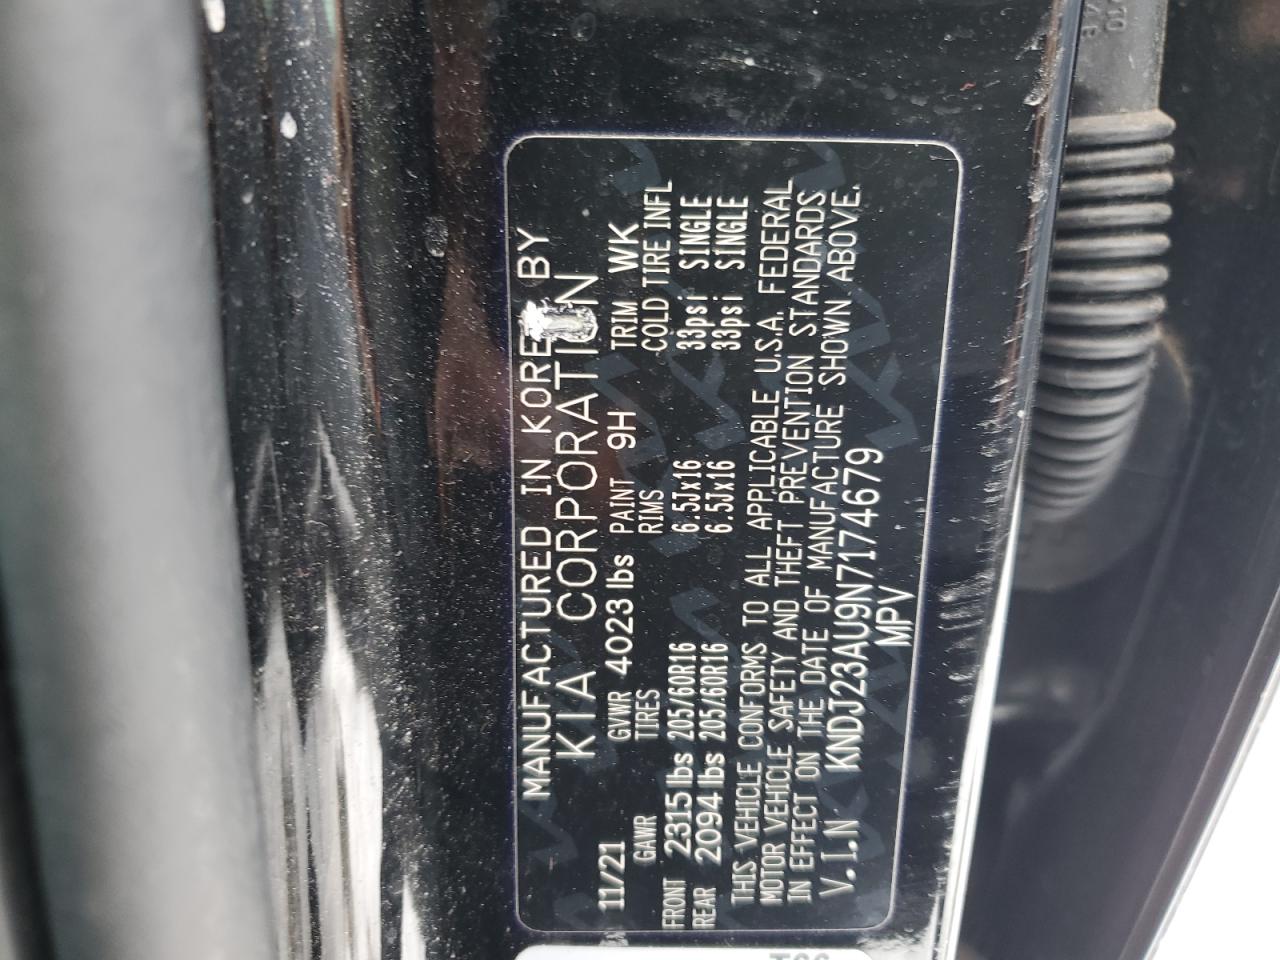 MANUFACTURED IN KOREA BY
KIA CORPORATION
11/21 GVWR 4023 lbs PAINT 9H TRIM WK
GAWR TIRES RIMS COLD TIRE INFL
FRONT 2315 lbs 205/60R16 6.5Jx16 33psi SINGLE
REAR 2094 lbs 205/60R16 6.5Jx16 33psi SINGLE
THIS VEHICLE CONFORMS TO ALL APPLICABLE U.S.A. FEDERAL
MOTOR VEHICLE SAFETY AND THEFT PREVENTION STANDARDS
IN EFFECT ON THE DATE OF MANUFACTURE SHOWN ABOVE.
V.I.N KNDJ23AU9N7174679
MPV